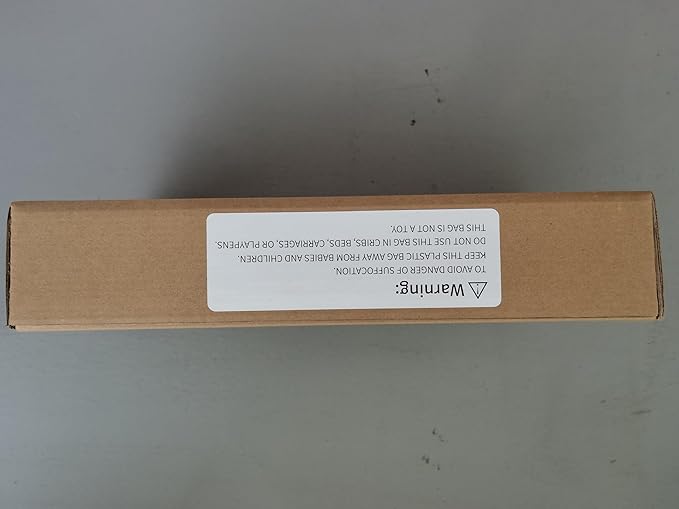 Warning:
TO AVOID DANGER OF SUFFOCATION.
KEEP THIS PLASTIC BAG AWAY FROM BABIES AND CHILDREN.
DO NOT USE THIS BAG IN CRIBS, BEDS, CARRIAGES, OR PLAYPENS.
THIS BAG IS NOT A TOY.